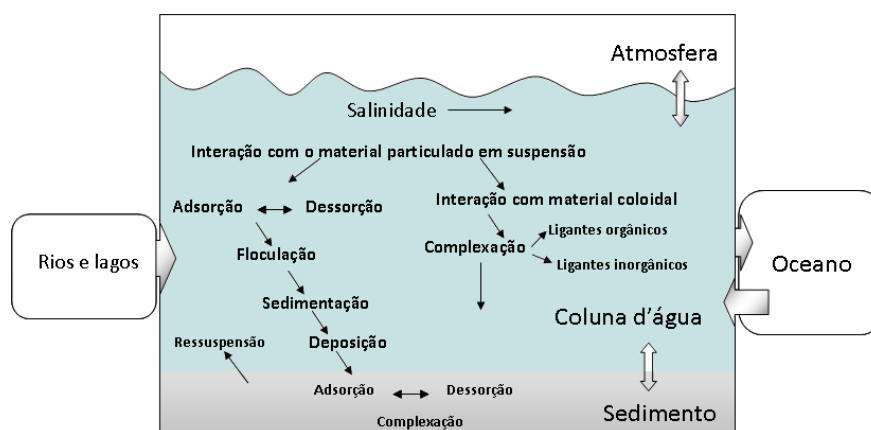 Atmosfera
Salinidade
Interação com o material particulado em suspensão
Interação com material coloidal
Adsorção
Dessorção
Ligantes orgânicos
Complexação
Floculação
Ligantes inorgânicos
Rios e lagos
Oceano
Sedimentação
Coluna d'água
Ressuspensão
Deposição
Adsorção
Dessorção
Sedimento
Complexação